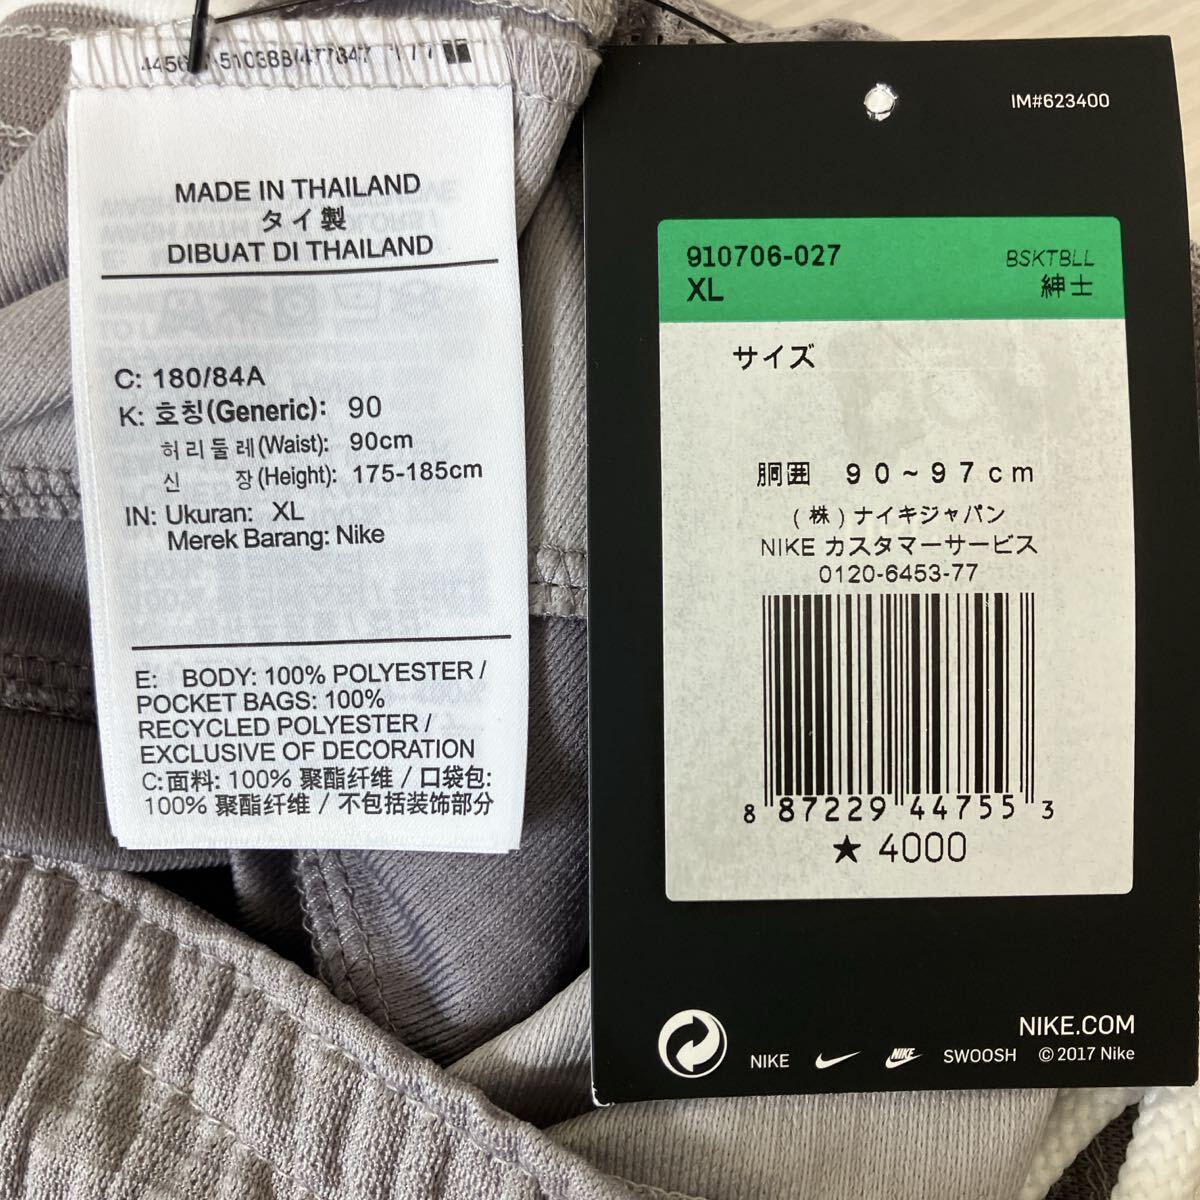 MADE IN THAILAND
タイ製
DIBUAT DI THAILAND
C: 180/84A
K: 호칭(Generic): 90
허리둘레(Waist): 90cm
신 장(Height): 175-185cm
IN: Ukuran: XL
Merek Barang: Nike
E: BODY: 100% POLYESTER /
POCKET BAGS: 100%
RECYCLED POLYESTER /
EXCLUSIVE OF DECORATION
C:面料: 100% 聚酯纤维 / 口袋包:
100% 聚酯纤维 / 不包括装饰部分
IM#623400
910706-027 BSKTBLL
XL 紳士
サイズ
胴囲 90~97cm
(株)ナイキジャパン
NIKE カスタマーサービス
0120-6453-77
8 87229 44755 3
★ 4000
NIKE.COM
NIKE NIKE SWOOSH © 2017 Nike